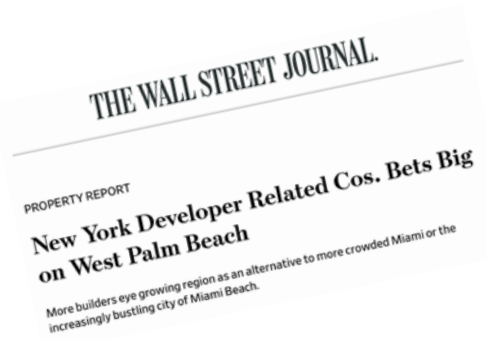 THE WALL STREET JOURNAL.
PROPERTY REPORT
New York Developer Related Cos. Bets Big
on West Palm Beach
More builders eye growing region as an alternative to more crowded Miami or the
increasingly bustling city of Miami Beach.